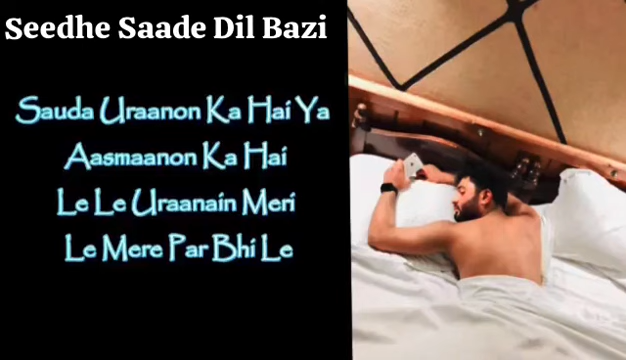 Seedhe Saade Dil Bazi
Sauda Uraanon Ka Hai Ya
Aasmaanon Ka Hai
Le Le Uraanain Meri
Le Mere Par Bhi Le